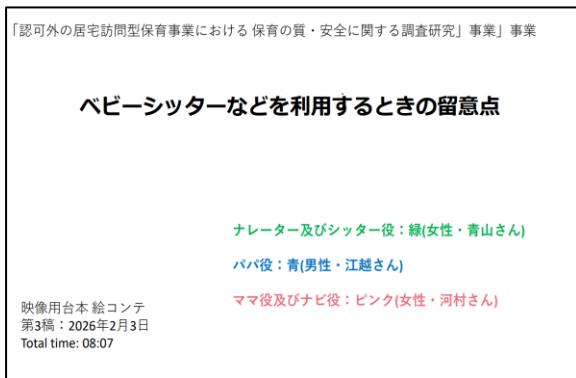 「認可外の居宅訪問型保育事業における 保育の質・安全に関する調査研究」事業」事業
ベビーシッターなどを利用するときの留意点
ナレーター及びシッター役：緑(女性・青山さん)
パパ役：青(男性・江越さん)
ママ役及びナビ役：ピンク(女性・河村さん)
映像用台本 絵コンテ
第3稿：2026年2月3日
Total time: 08:07